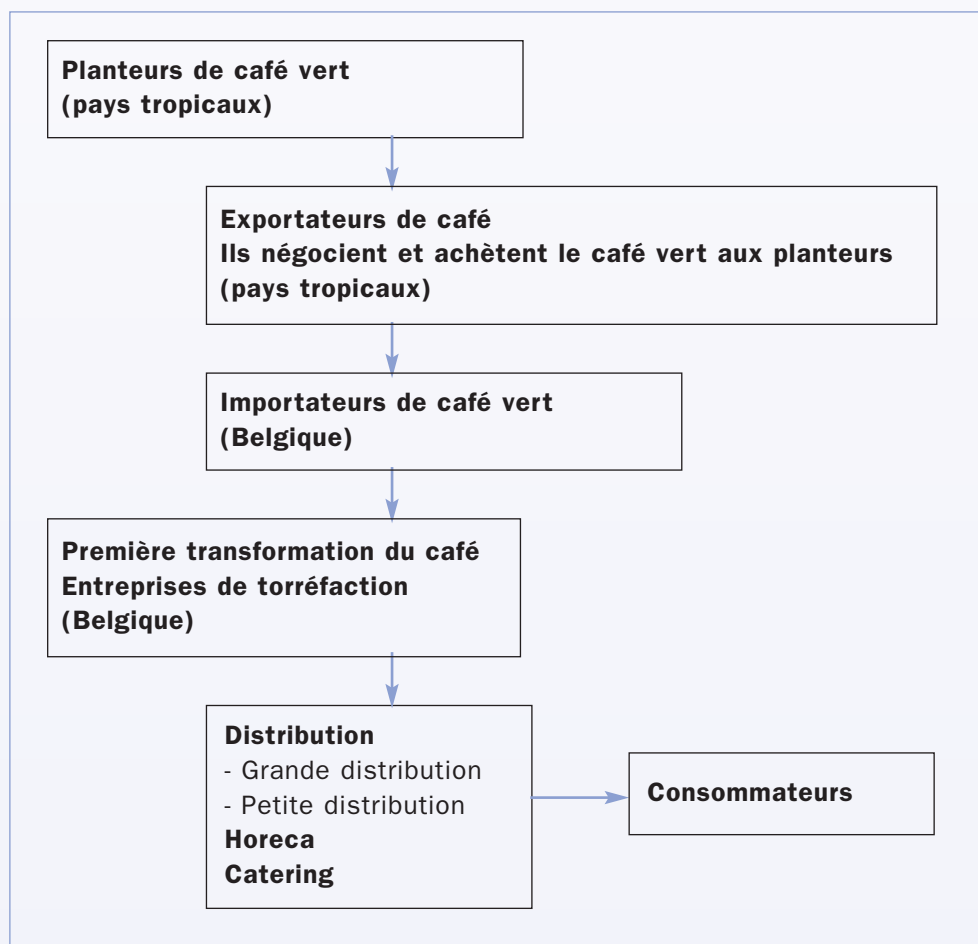 Planteurs de café vert
(pays tropicaux)
Exportateurs de café
Ils négocient et achètent le café vert aux planteurs
(pays tropicaux)
Importateurs de café vert
(Belgique)
Première transformation du café
Entreprises de torréfaction
(Belgique)
Distribution
- Grande distribution
- Petite distribution
Horeca
Catering
Consommateurs